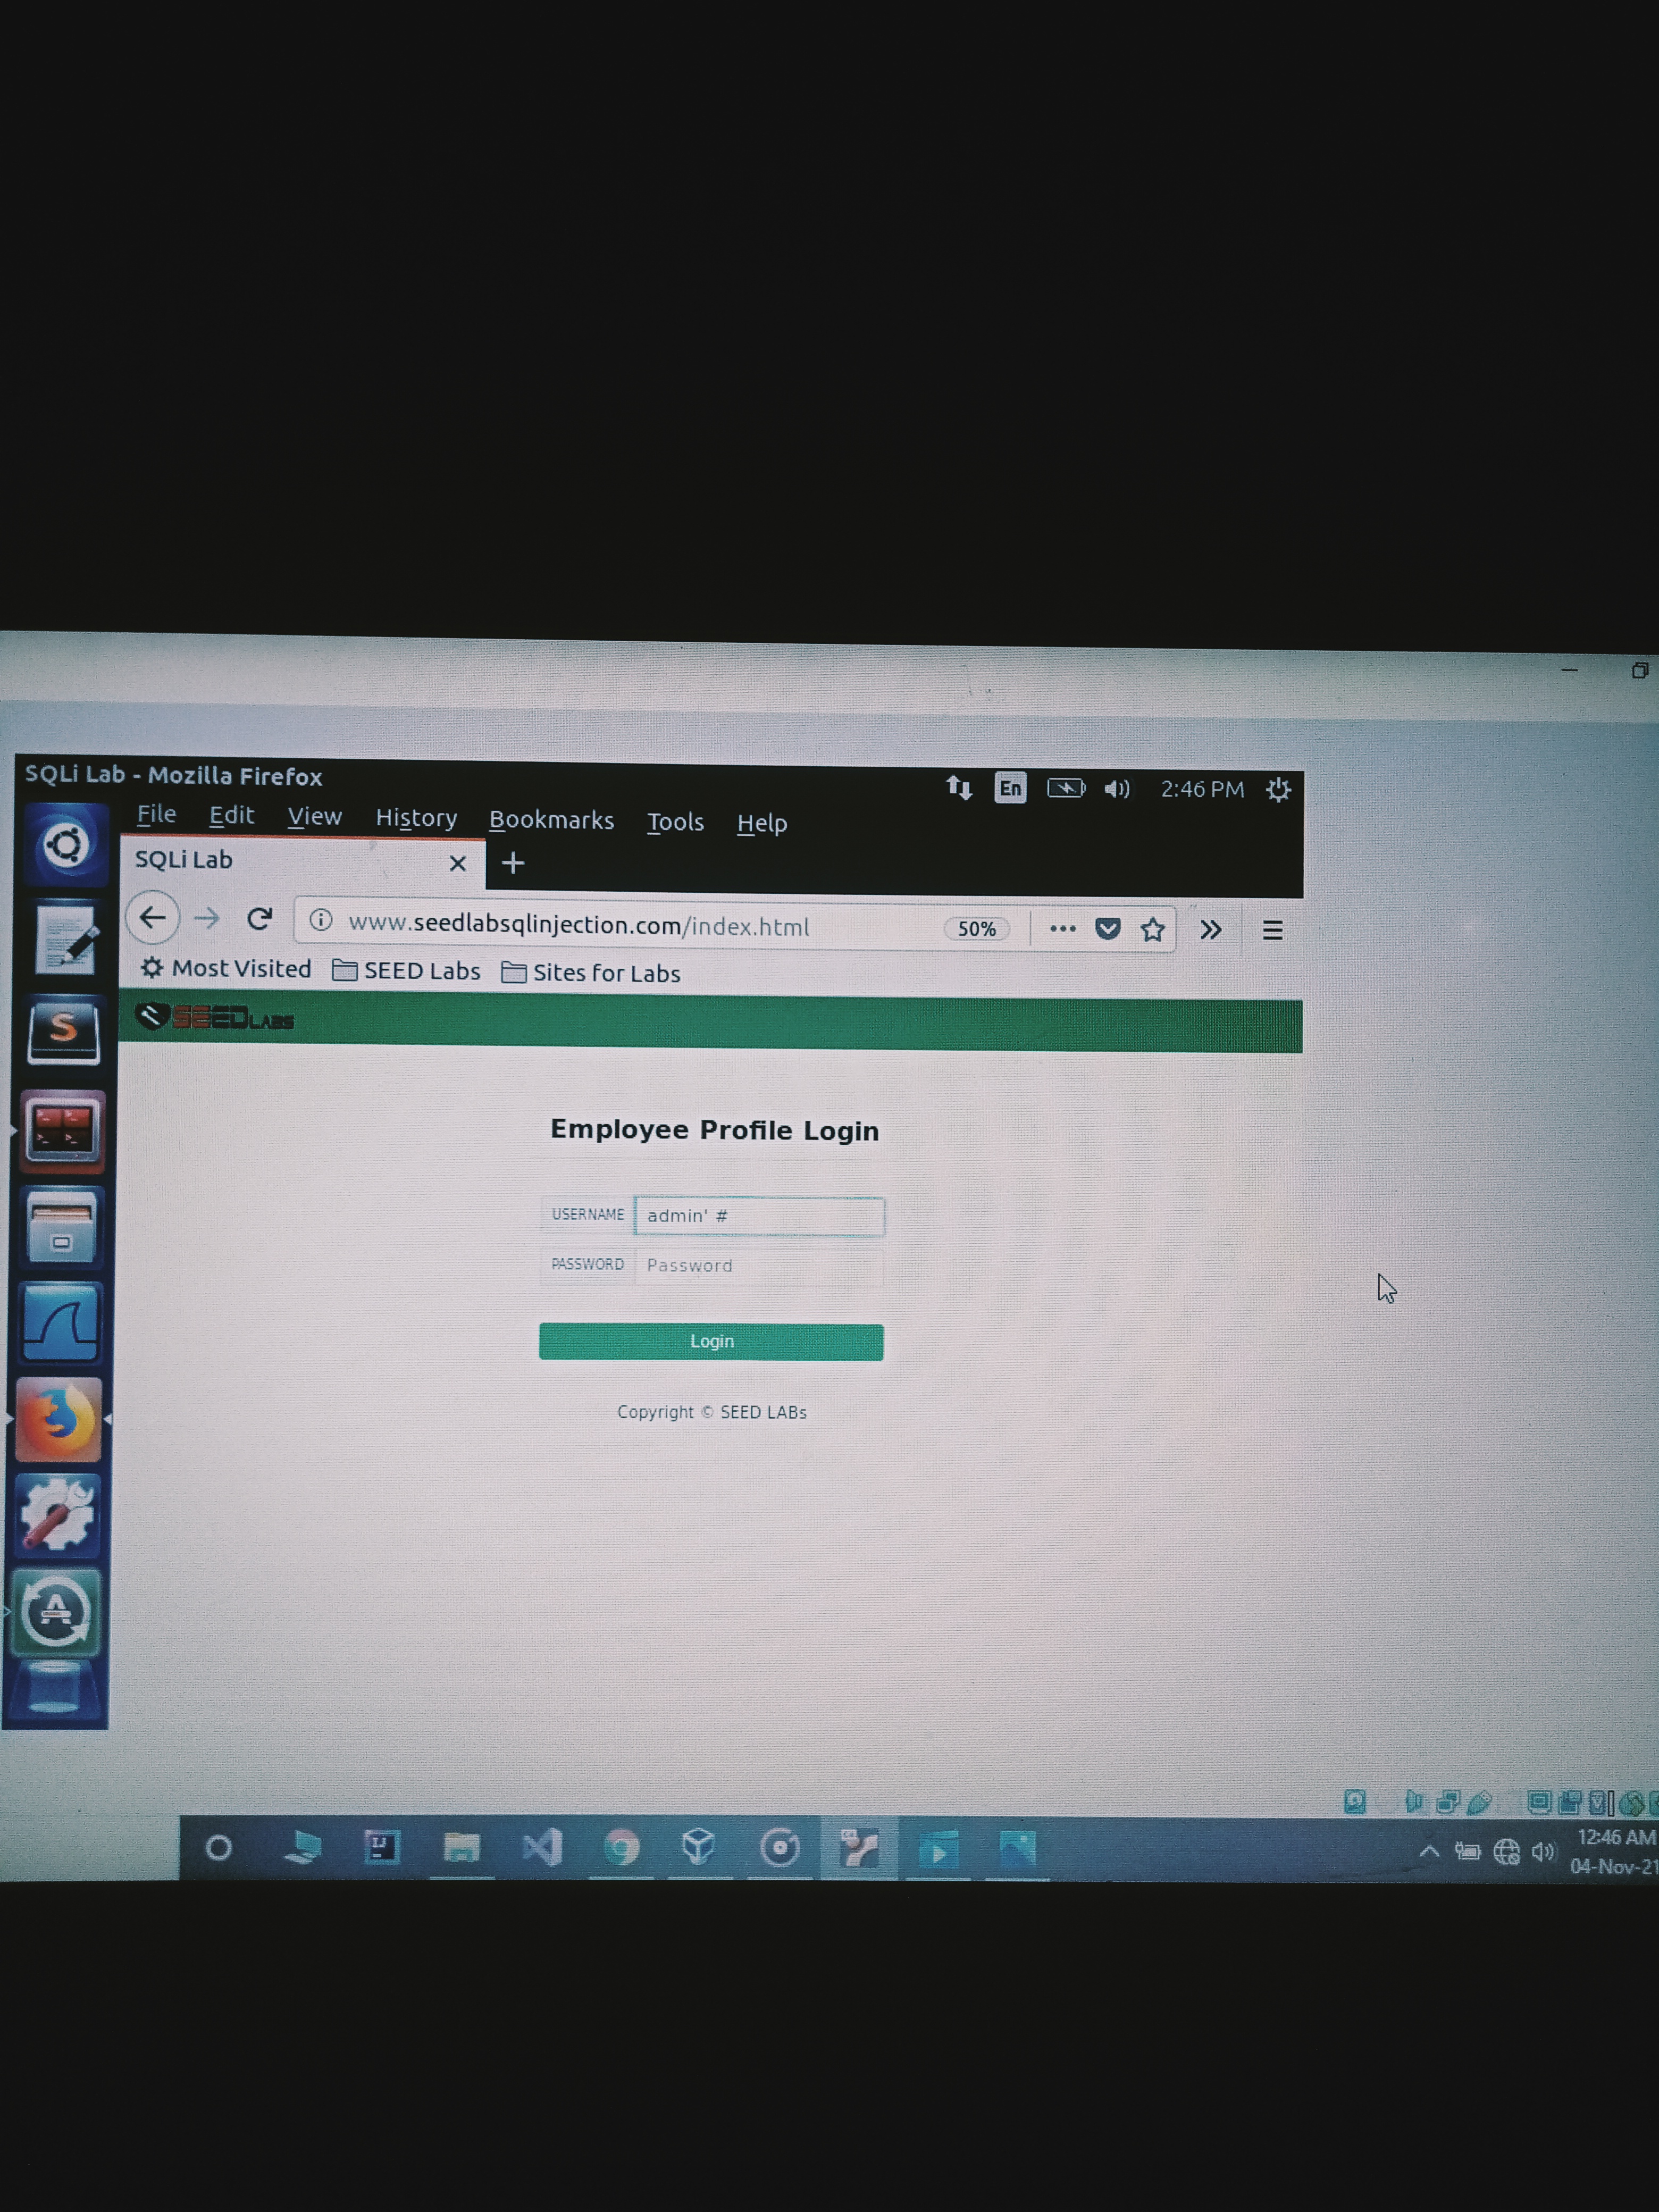 SQLi Lab - Mozilla Firefox
En
2:46 PM
File Edit View History Bookmarks Tools Help
SQLi Lab
www.seedlabsqlinjection.com/index.html
50%
Most Visited SEED Labs Sites for Labs
SEEDLABS
Employee Profile Login
USERNAME admin' #
PASSWORD Password
Login
Copyright © SEED LABs
12:46 AM
04-Nov-21